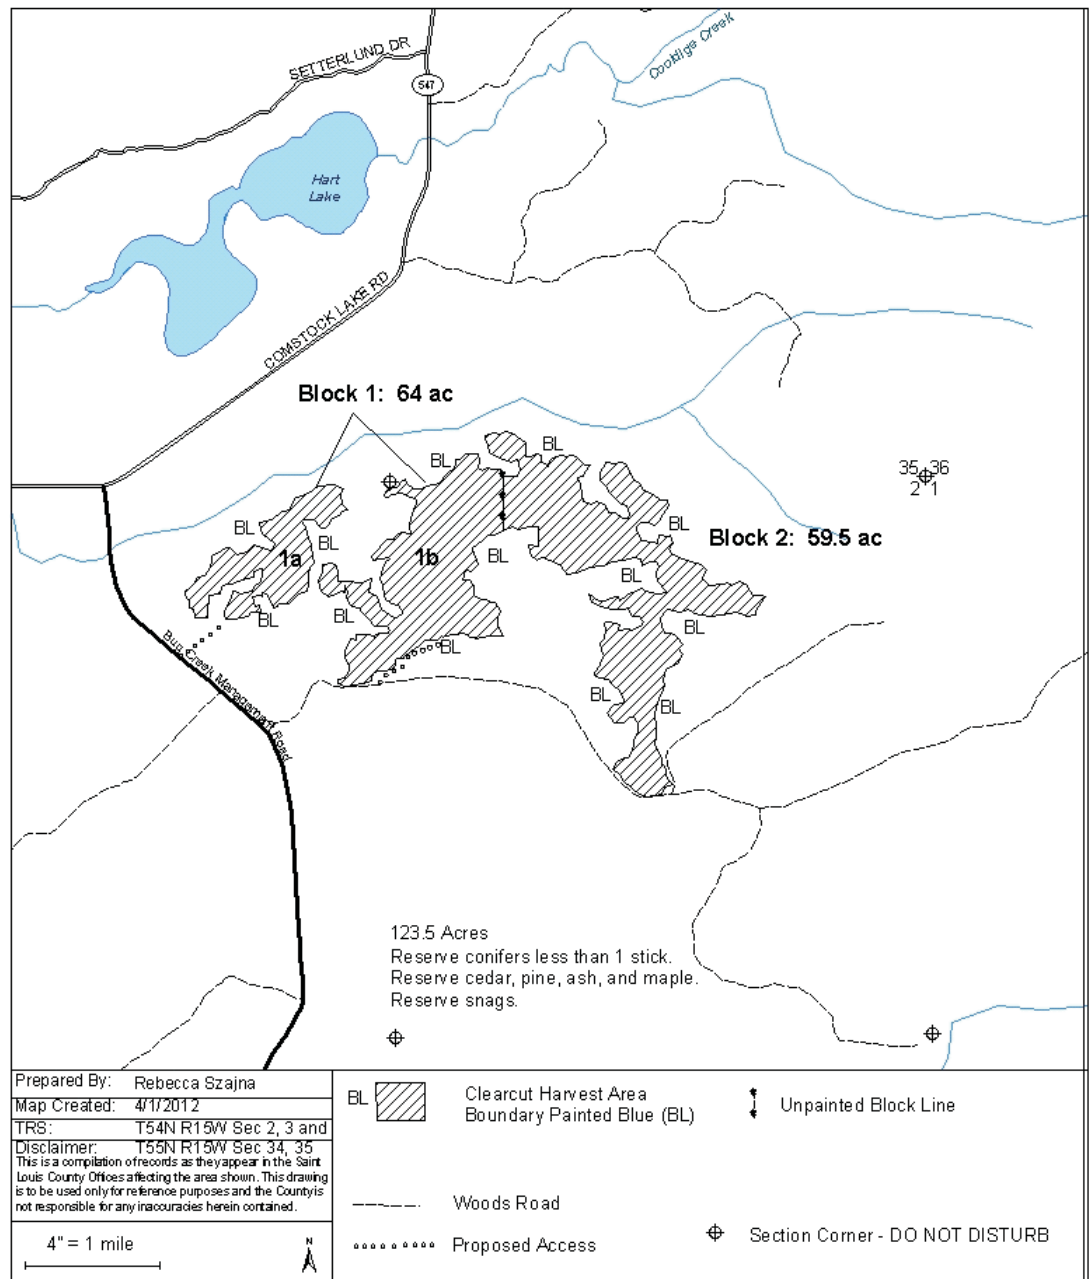 SETTERLUND DR
547
Cooldige Creek
Hart
Lake
COMSTOCK LAKE RD
Block 1: 64 ac
BL
BL
35 36
2 1
BL
BL
BL
1a
1b
BL
Block 2: 59.5 ac
BL
BL
BL
BL
BL
BL
BL
BL
BL
Bug Creek Management Road
123.5 Acres
Reserve conifers less than 1 stick.
Reserve cedar, pine, ash, and maple.
Reserve snags.
Prepared By: Rebecca Szajna
Map Created: 4/1/2012
TRS: T54N R15W Sec 2, 3 and
Disclaimer: T55N R15W Sec 34, 35
This is a compilation of records as they appear in the Saint
Louis County Offices affecting the area shown. This drawing
is to be used only for reference purposes and the County is
not responsible for any inaccuracies herein contained.
4" = 1 mile
N
BL
Clearcut Harvest Area
Boundary Painted Blue (BL)
Unpainted Block Line
Woods Road
Proposed Access
Section Corner - DO NOT DISTURB